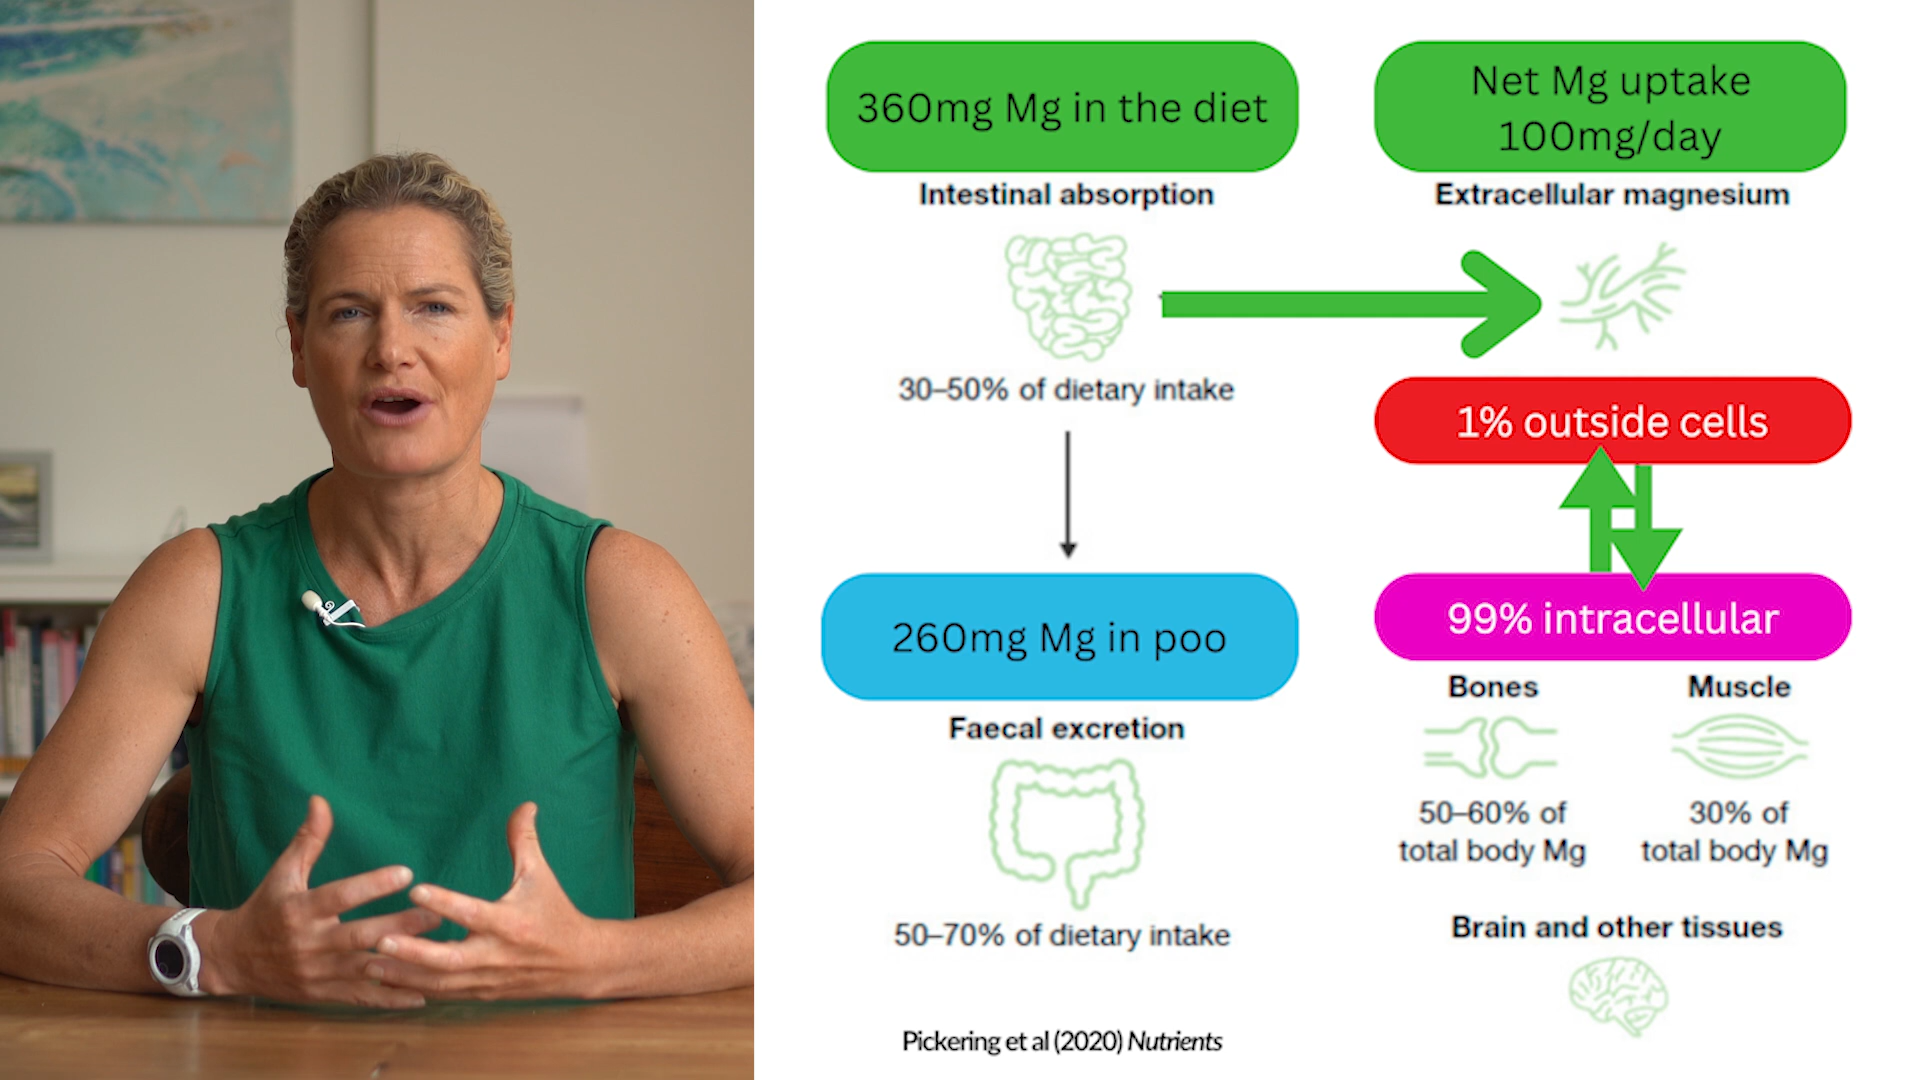 360mg Mg in the diet
Intestinal absorption
30–50% of dietary intake
260mg Mg in poo
Faecal excretion
50–70% of dietary intake
Pickering et al (2020) Nutrients
Net Mg uptake
100mg/day
Extracellular magnesium
1% outside cells
99% intracellular
Bones
50–60% of
total body Mg
Muscle
30% of
total body Mg
Brain and other tissues